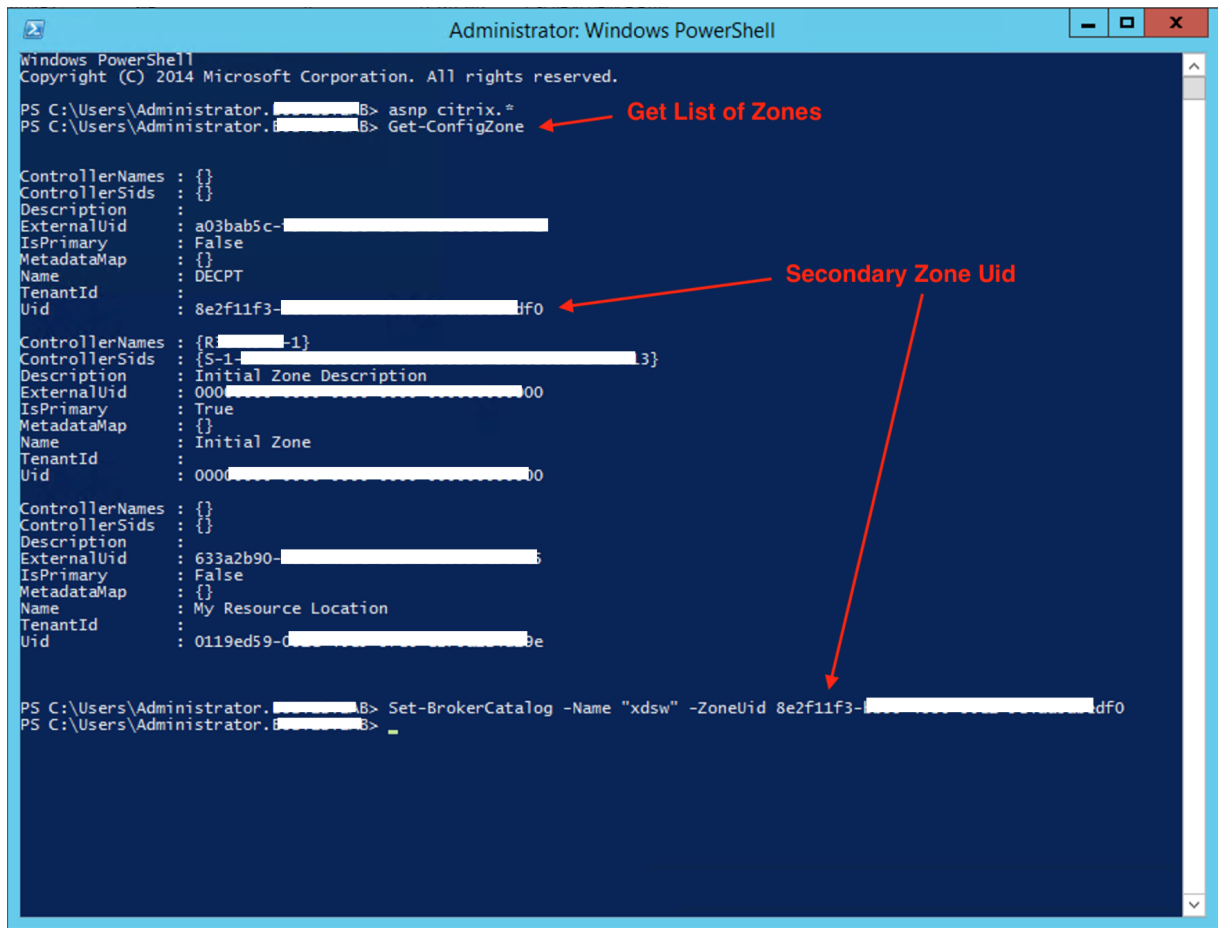 Administrator: Windows PowerShell
Windows PowerShell
Copyright (C) 2014 Microsoft Corporation. All rights reserved.
PS C:\Users\Administrator. B> asnp citrix.*
PS C:\Users\Administrator. B> Get-ConfigZone
Get List of Zones
ControllerNames : {}
ControllerSids : {}
Description :
ExternalUid : a03bab5c-
IsPrimary : False
MetadataMap : {}
Name : DECPT
TenantId :
Uid : 8e2f11f3- df0
Secondary Zone Uid
ControllerNames : {R -1}
ControllerSids : {S-1- 13}
Description : Initial Zone Description
ExternalUid : 000 00
IsPrimary : True
MetadataMap : {}
Name : Initial Zone
TenantId :
Uid : 000 00
ControllerNames : {}
ControllerSids : {}
Description :
ExternalUid : 633a2b90-
IsPrimary : False
MetadataMap : {}
Name : My Resource Location
TenantId :
Uid : 0119ed59- 9e
PS C:\Users\Administrator. AB> Set-BrokerCatalog -Name "xdsw" -ZoneUid 8e2f11f3- df0
PS C:\Users\Administrator. B>